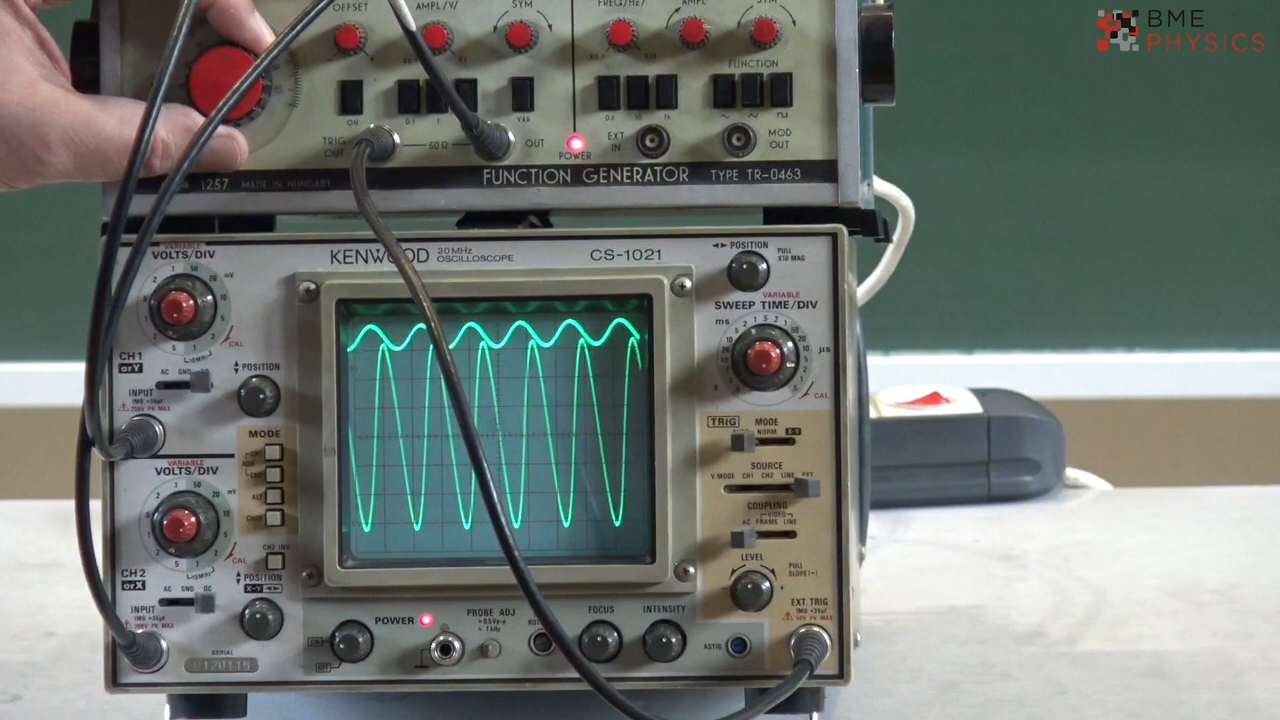 BME
PHYSICS
OFFSET
AMPL/V/
SYM
FREQ/Hz/
AMPL
SYM
FUNCTION
ON
0.1
1
VAR
0.1
10
1k
TRIG
OUT
50 Ω
OUT
POWER
EXT
IN
MOD
OUT
1257 MADE IN HUNGARY
FUNCTION GENERATOR TYPE TR-0463
KENWOOD 20 MHz
OSCILLOSCOPE
CS-1021
VARIABLE
VOLTS/DIV
mV
CAL
CH1
or Y
AC GND
POSITION
INPUT
MODE
VARIABLE
VOLTS/DIV
mV
CAL
CH2
or X
AC GND DC
CH2 INV
POSITION
X-Y
INPUT
SERIAL
POWER
PROBE ADJ
FOCUS
INTENSITY
ASTIG
POSITION
PULL
X10 MAG
VARIABLE
SWEEP TIME/DIV
ms
µs
CAL
TRIG
MODE
NORM X-Y
SOURCE
V.MODE CH1 CH2 LINE EXT
COUPLING
VIDEO
AC FRAME LINE
LEVEL
PULL
SLOPE(-)
EXT.TRIG